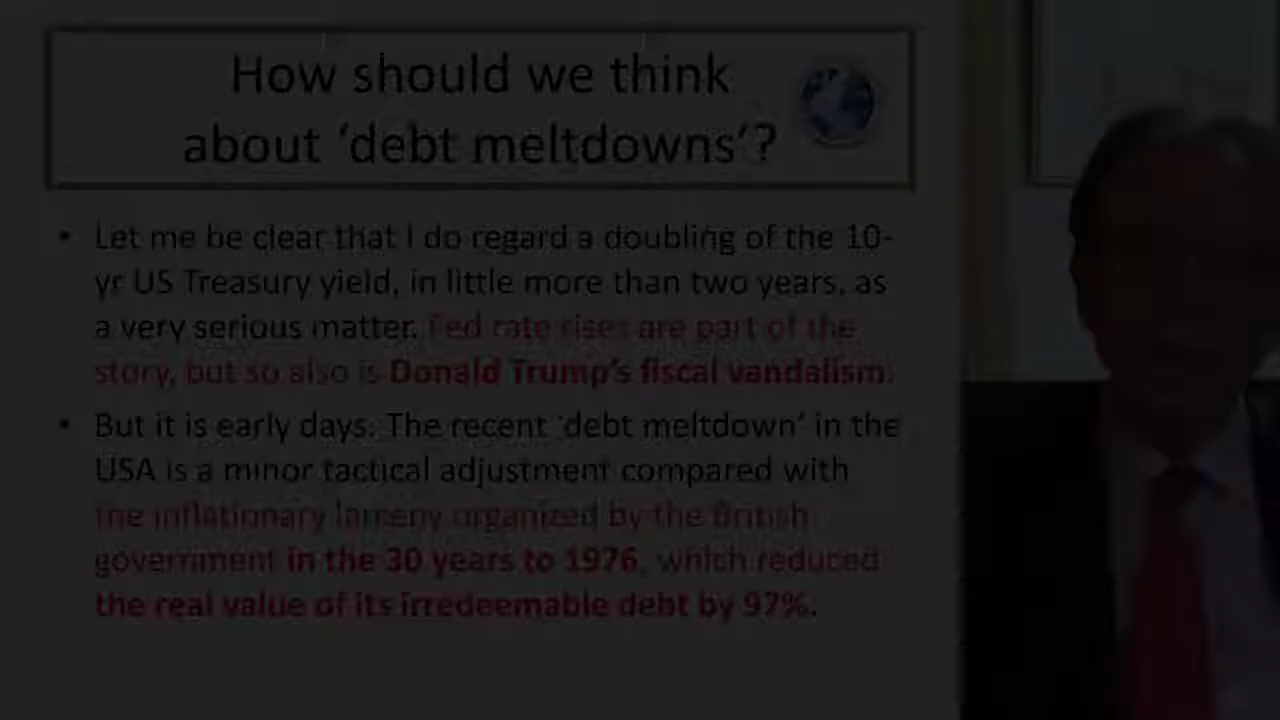 How should we think
about ‘debt meltdowns’?
• Let me be clear that I do regard a doubling of the 10-
yr US Treasury yield, in little more than two years, as
a very serious matter. Fed rate rises are part of the
story, but so also is Donald Trump’s fiscal vandalism.
• But it is early days. The recent ‘debt meltdown’ in the
USA is a minor tactical adjustment compared with
the inflationary larceny organized by the British
government in the 30 years to 1976, which reduced
the real value of its irredeemable debt by 97%.